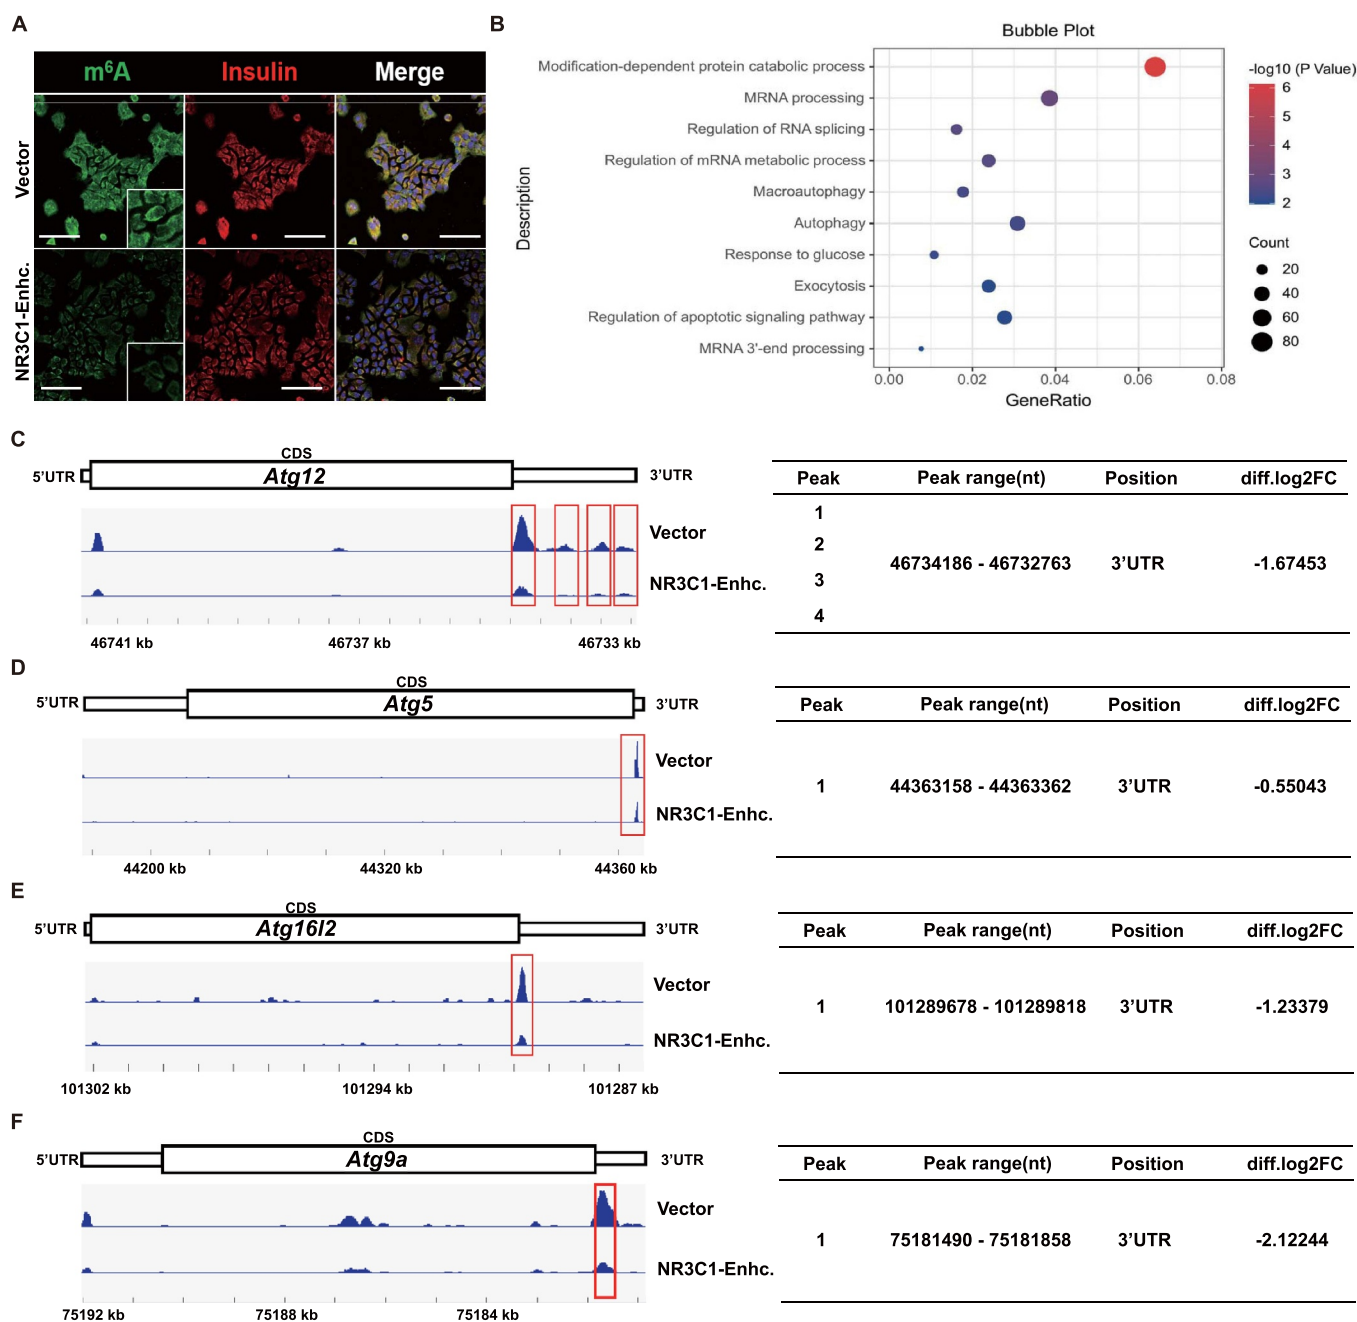 A
m⁶A Insulin Merge
Vector
NR3C1-Enhc.
B
Bubble Plot
Description
Modification-dependent protein catabolic process
MRNA processing
Regulation of RNA splicing
Regulation of mRNA metabolic process
Macroautophagy
Autophagy
Response to glucose
Exocytosis
Regulation of apoptotic signaling pathway
MRNA 3'-end processing
0.00 0.02 0.04 0.06 0.08
GeneRatio
-log10 (P Value)
6
5
4
3
2
Count
20
40
60
80
C
5'UTR CDS Atg12 3'UTR
Vector
NR3C1-Enhc.
46741 kb 46737 kb 46733 kb
Peak Peak range(nt) Position diff.log2FC
1
2
46734186 - 46732763 3'UTR -1.67453
3
4
D
5'UTR CDS Atg5 3'UTR
Vector
NR3C1-Enhc.
44200 kb 44320 kb 44360 kb
Peak Peak range(nt) Position diff.log2FC
1 44363158 - 44363362 3'UTR -0.55043
E
5'UTR CDS Atg16l2 3'UTR
Vector
NR3C1-Enhc.
101302 kb 101294 kb 101287 kb
Peak Peak range(nt) Position diff.log2FC
1 101289678 - 101289818 3'UTR -1.23379
F
5'UTR CDS Atg9a 3'UTR
Vector
NR3C1-Enhc.
75192 kb 75188 kb 75184 kb
Peak Peak range(nt) Position diff.log2FC
1 75181490 - 75181858 3'UTR -2.12244